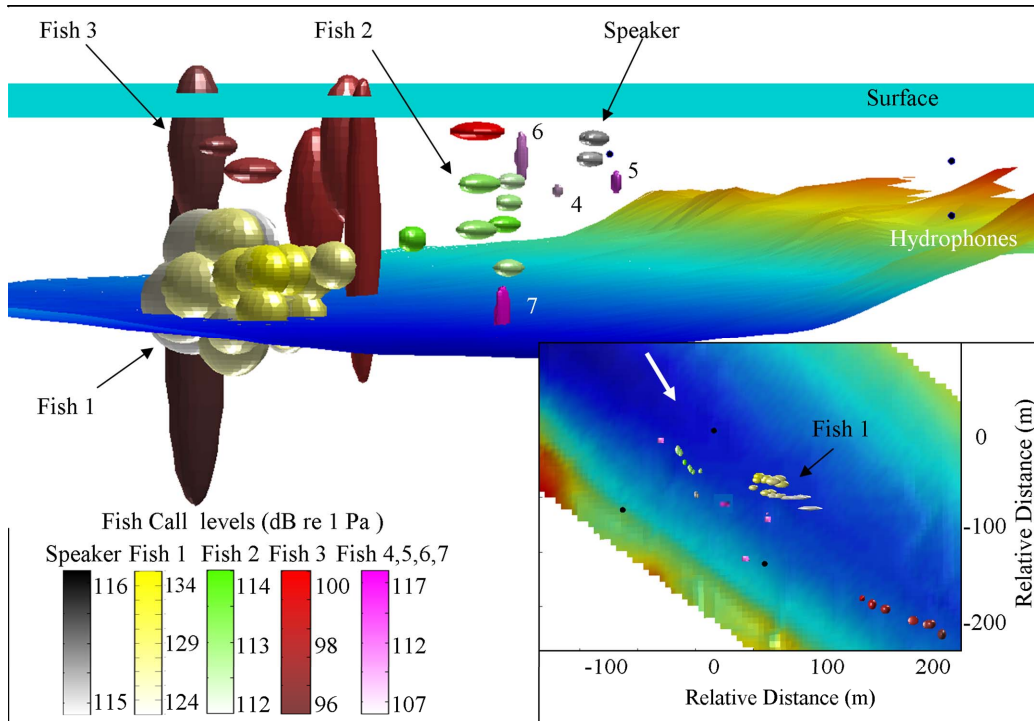 Fish 3
Fish 2
Speaker
Surface
6
5
4
Hydrophones
7
Fish 1
Fish 1
0
-100
-200
Relative Distance (m)
-100 0 100 200
Relative Distance (m)
Fish Call levels (dB re 1 Pa )
Speaker Fish 1 Fish 2 Fish 3 Fish 4,5,6,7
116 134 114 100 117
129 113 98 112
115 124 112 96 107